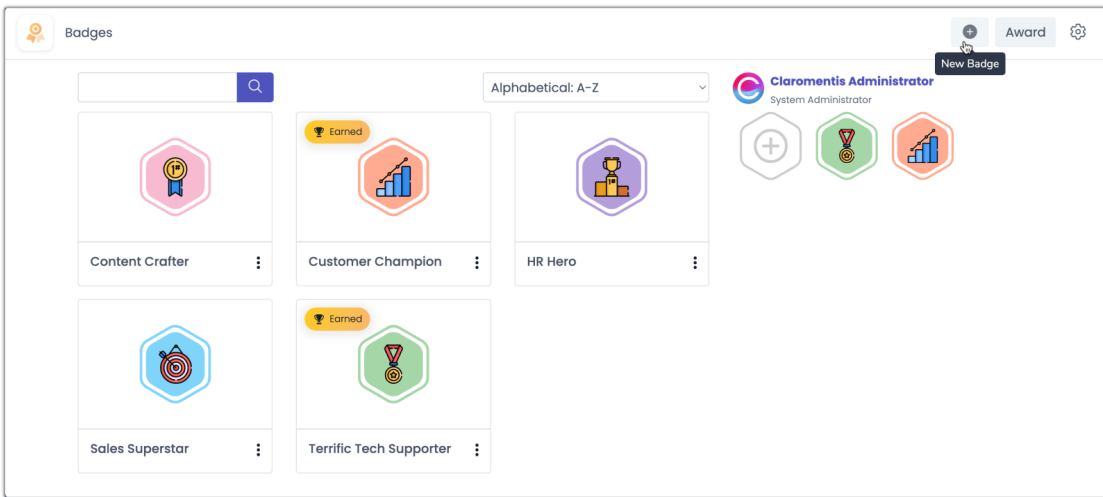 Badges
Award
New Badge
Alphabetical: A-Z
Claromentis Administrator
System Administrator
Earned
Content Crafter
Customer Champion
HR Hero
Earned
Sales Superstar
Terrific Tech Supporter